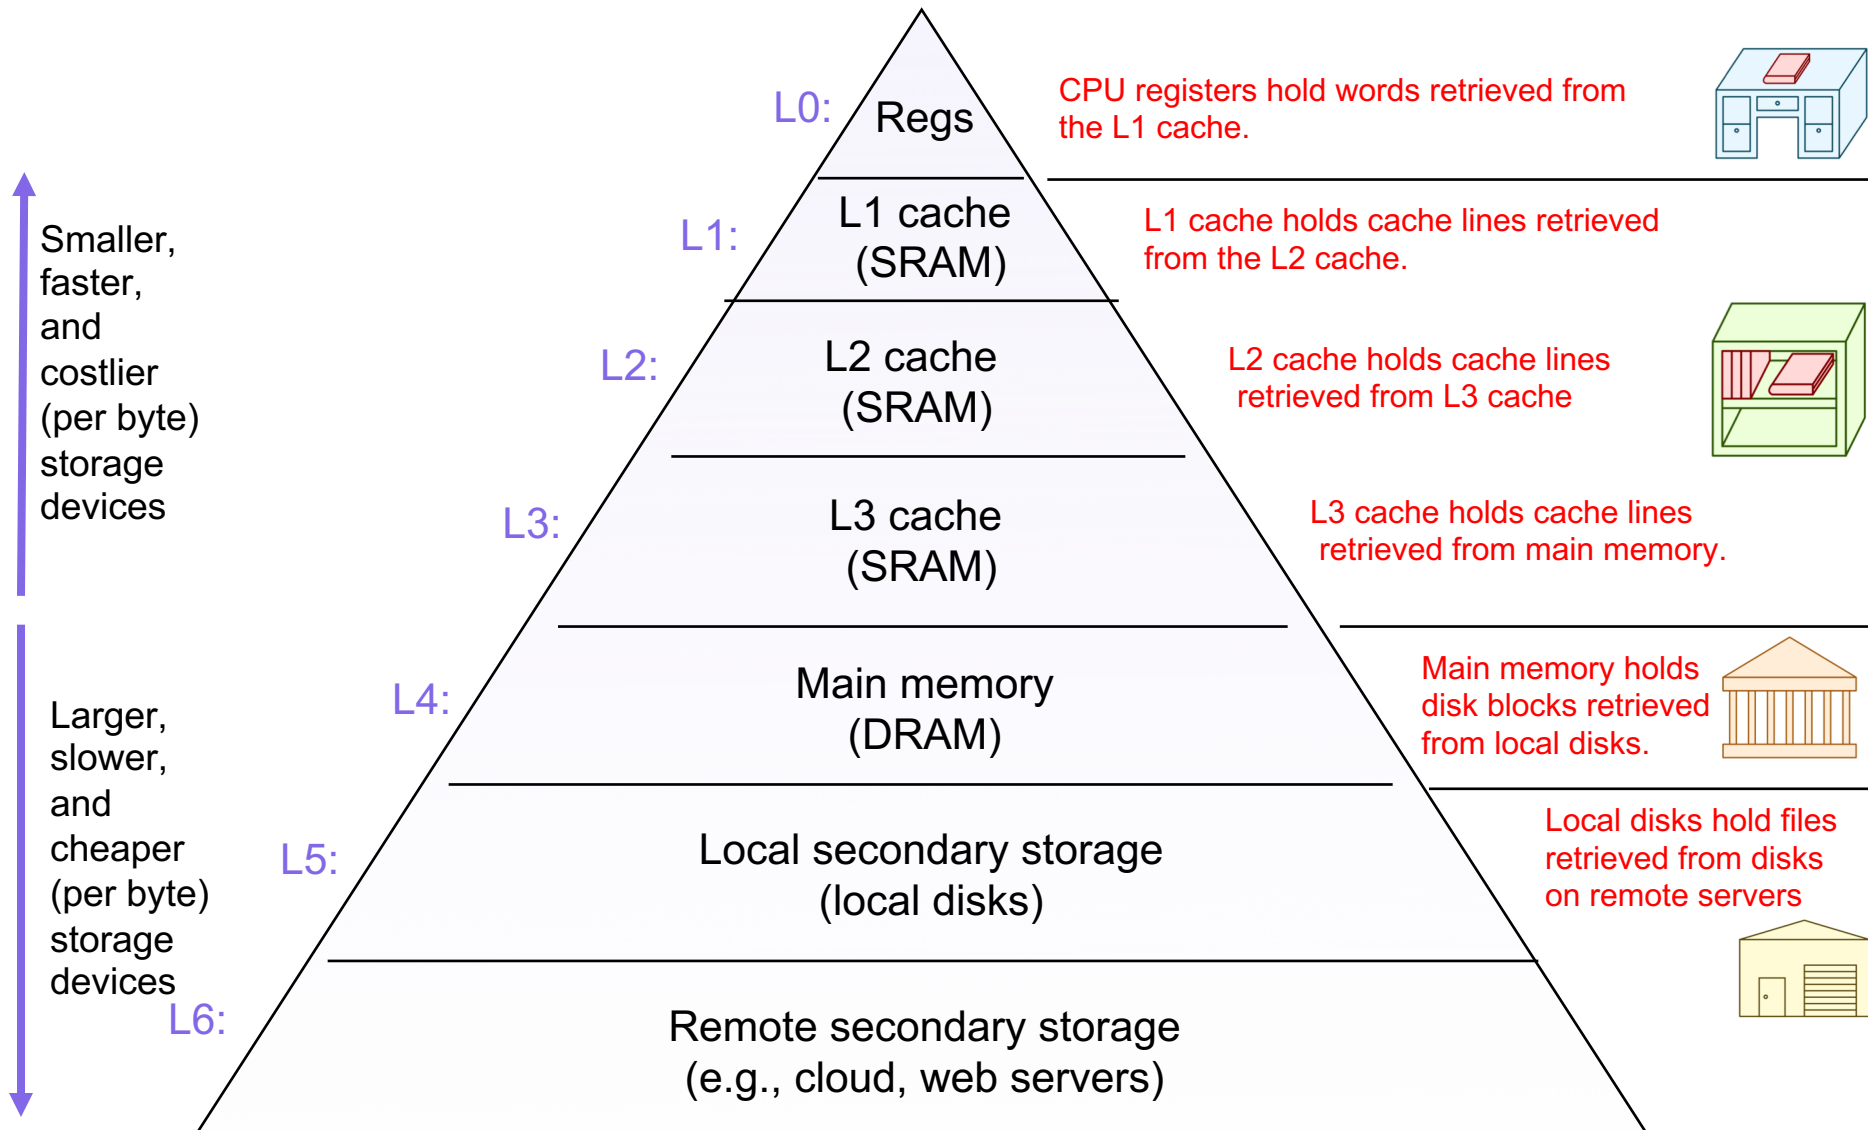 L0:
Regs
CPU registers hold words retrieved from
the L1 cache.
Smaller,
faster,
and
costlier
(per byte)
storage
devices
L1:
L1 cache
(SRAM)
L1 cache holds cache lines retrieved
from the L2 cache.
L2:
L2 cache
(SRAM)
L2 cache holds cache lines
retrieved from L3 cache
L3:
L3 cache
(SRAM)
L3 cache holds cache lines
retrieved from main memory.
Larger,
slower,
and
cheaper
(per byte)
storage
devices
L4:
Main memory
(DRAM)
Main memory holds
disk blocks retrieved
from local disks.
L5:
Local secondary storage
(local disks)
Local disks hold files
retrieved from disks
on remote servers
L6:
Remote secondary storage
(e.g., cloud, web servers)